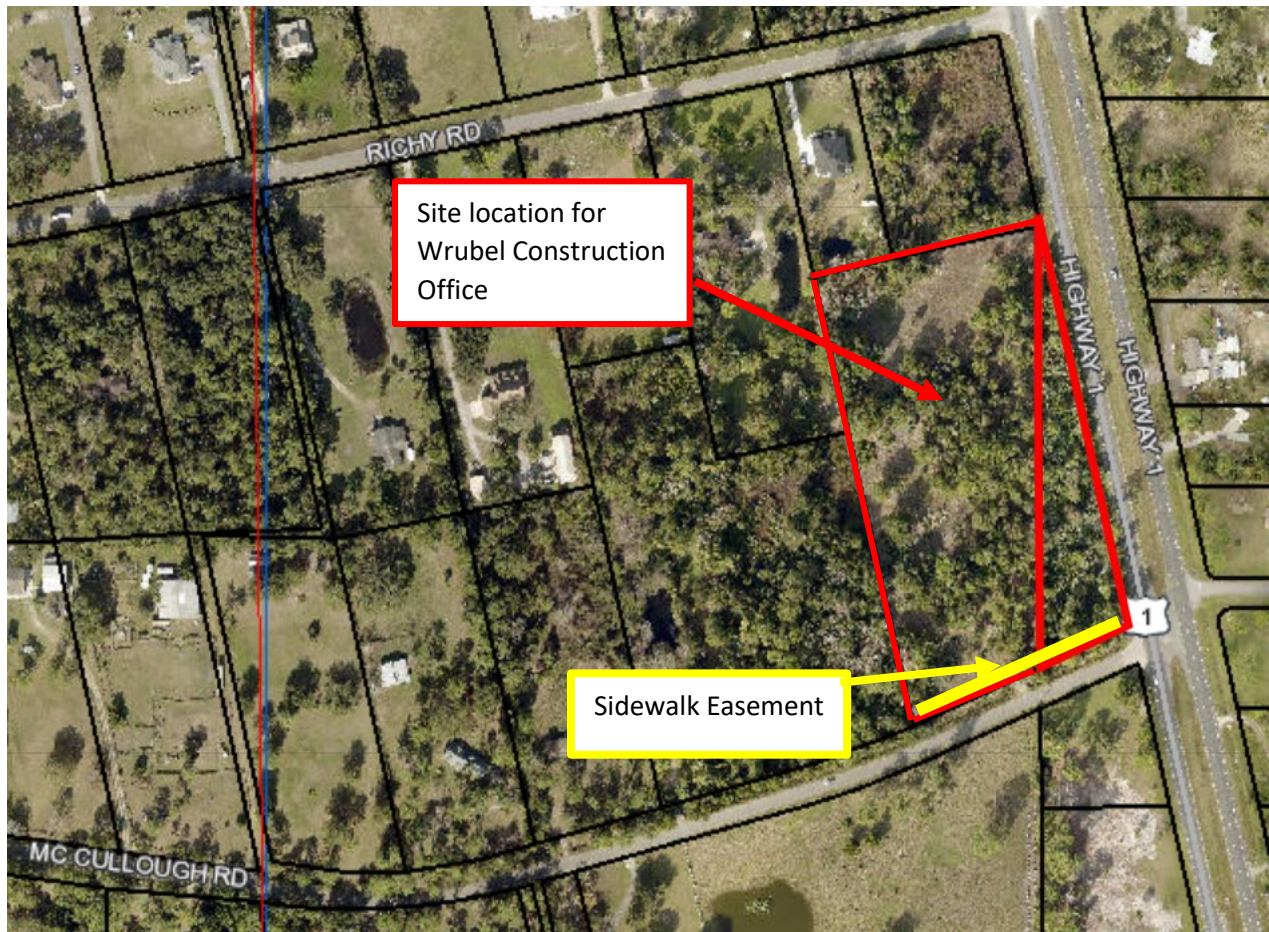 RICHY RD
Site location for
Wrubel Construction
Office
HIGHWAY 1
HIGHWAY 1
1
Sidewalk Easement
MC CULLOUGH RD